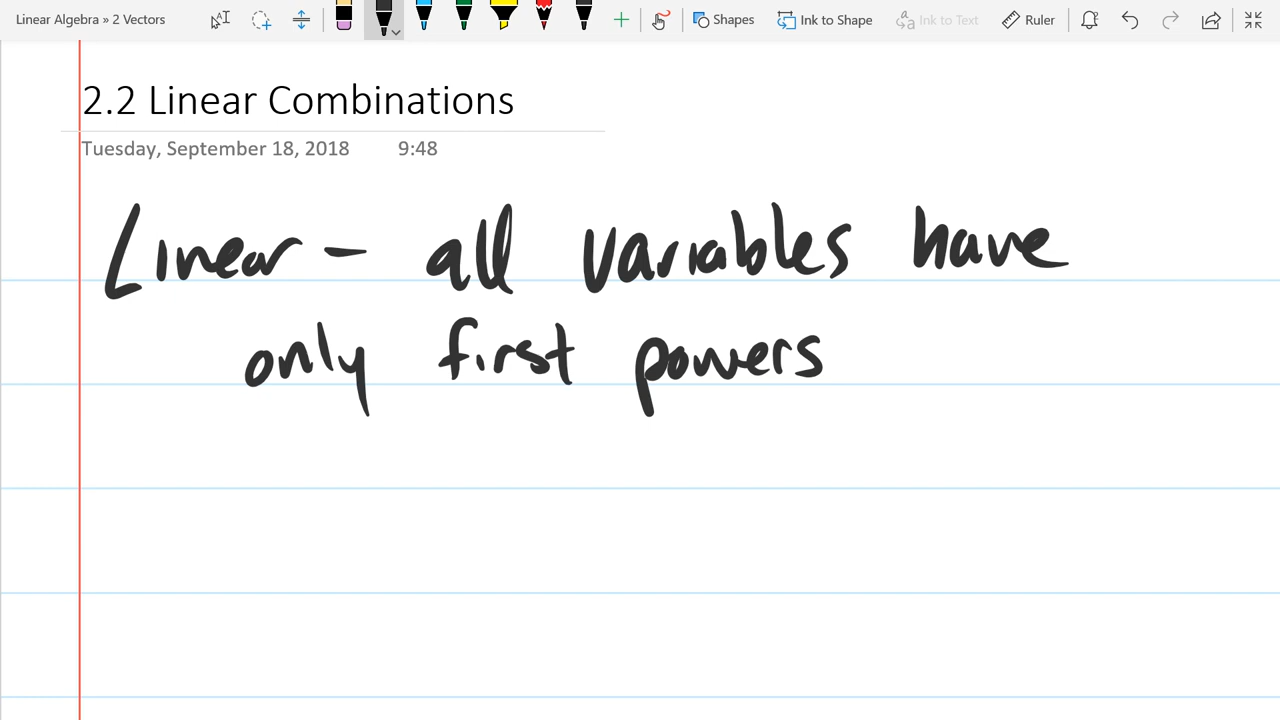 Linear Algebra » 2 Vectors
Shapes
Ink to Shape
Ink to Text
Ruler
2.2 Linear Combinations
Tuesday, September 18, 2018 9:48
Linear - all variables have
only first powers